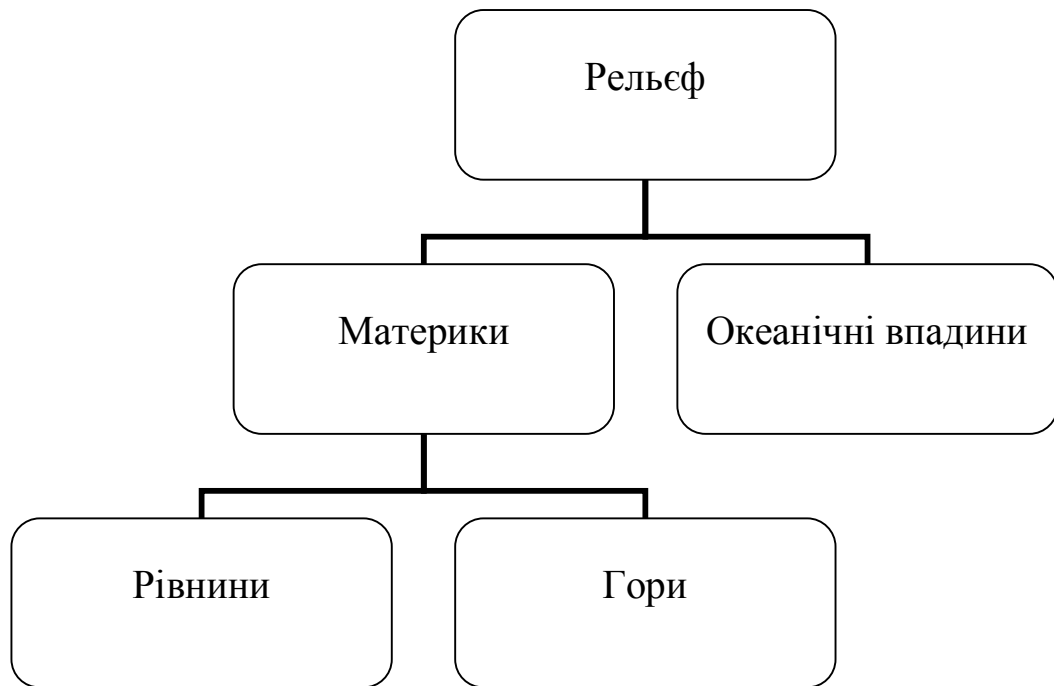 Рельєф
Материки
Океанічні впадини
Рівнини
Гори